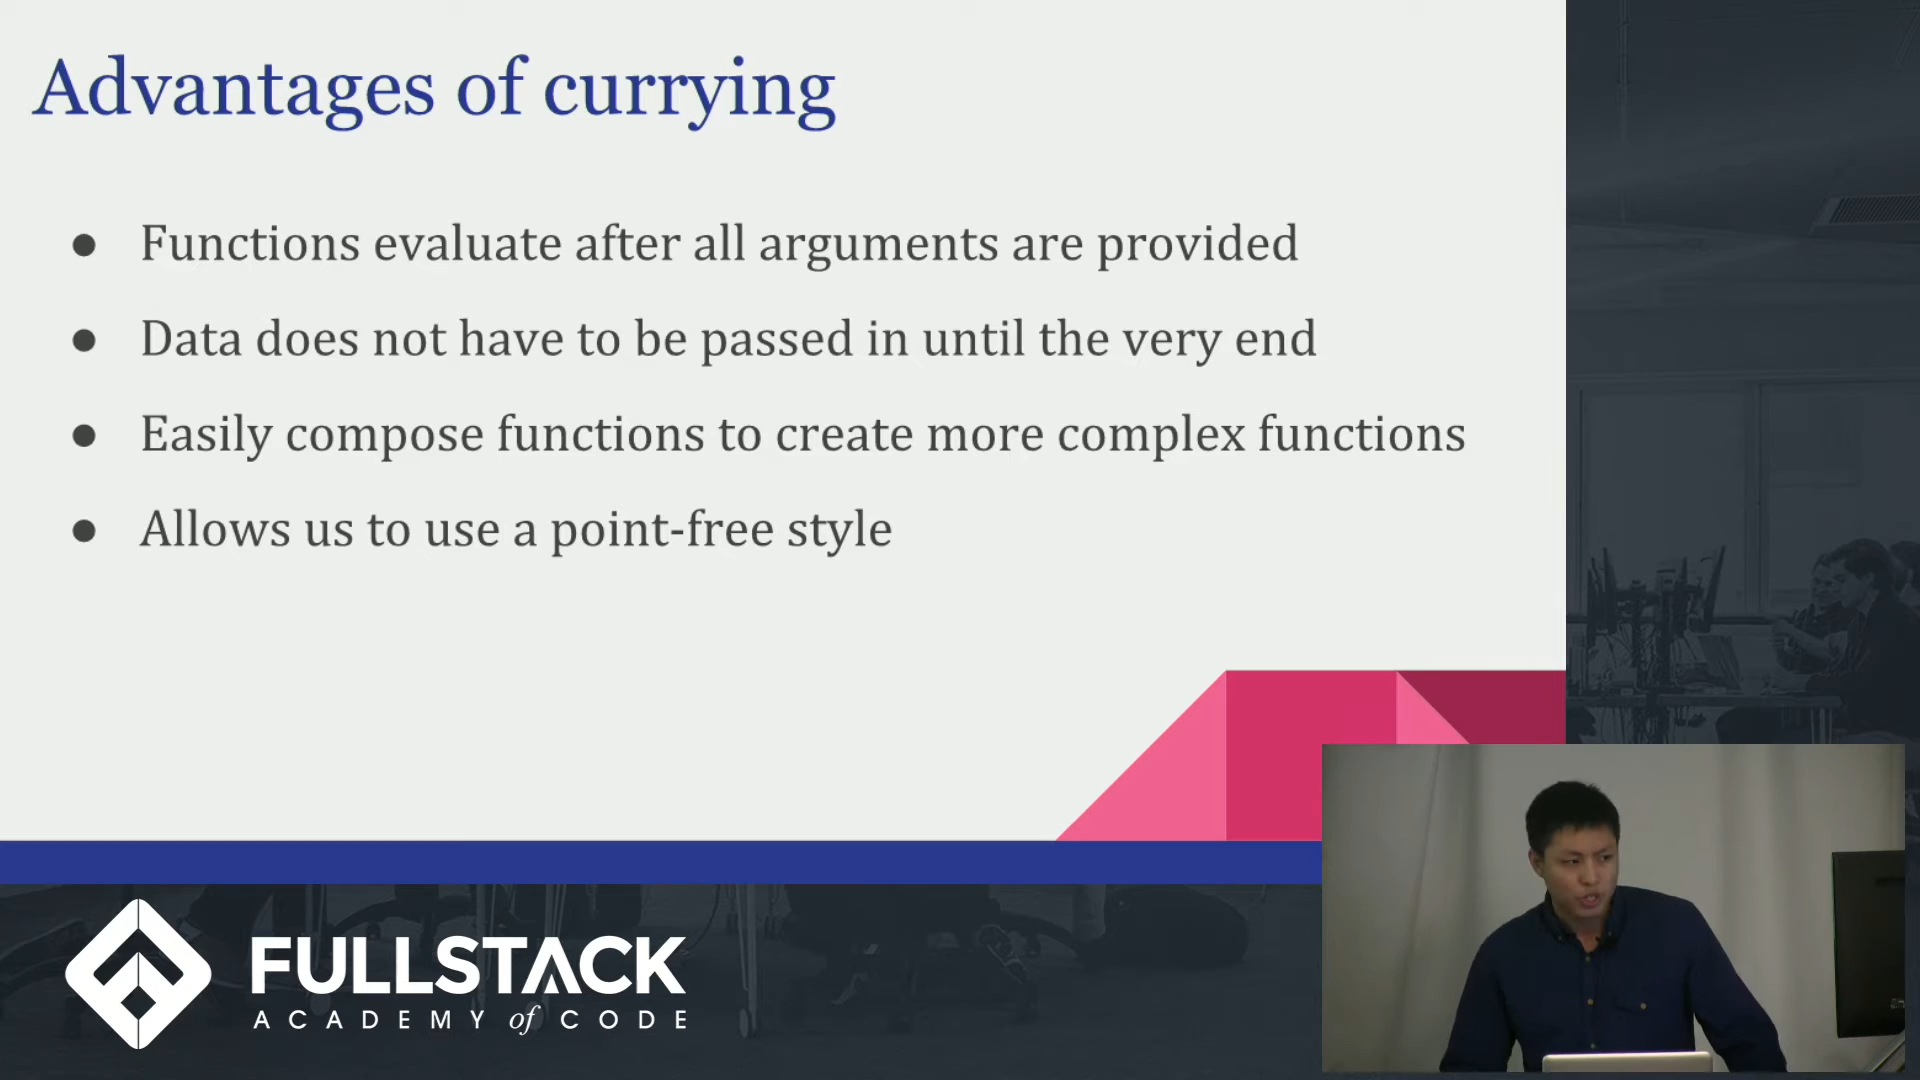 Advantages of currying
● Functions evaluate after all arguments are provided
● Data does not have to be passed in until the very end
● Easily compose functions to create more complex functions
● Allows us to use a point-free style
FULLSTACK
ACADEMY of CODE